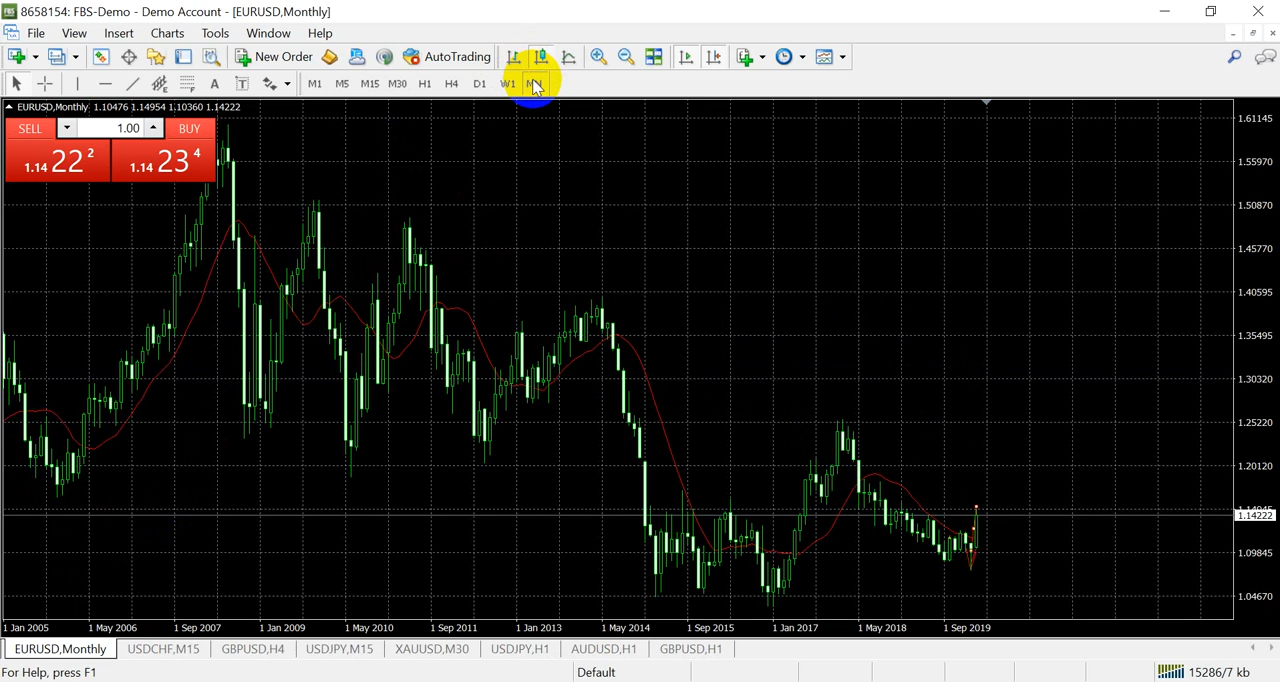 8658154: FBS-Demo - Demo Account - [EURUSD,Monthly]
File View Insert Charts Tools Window Help
New Order AutoTrading
A T M1 M5 M15 M30 H1 H4 D1 W1
EURUSD,Monthly 1.10476 1.14954 1.10360 1.14222
SELL 1.00 BUY
1.14 22 2 1.14 23 4
1.61145
1.55970
1.50870
1.45770
1.40595
1.35495
1.30320
1.25220
1.20120
1.14222
1.09845
1.04670
1 Jan 2005 1 May 2006 1 Sep 2007 1 Jan 2009 1 May 2010 1 Sep 2011 1 Jan 2013 1 May 2014 1 Sep 2015 1 Jan 2017 1 May 2018 1 Sep 2019
EURUSD,Monthly USDCHF,M15 GBPUSD,H4 USDJPY,M15 XAUUSD,M30 USDJPY,H1 AUDUSD,H1 GBPUSD,H1
For Help, press F1 Default 15286/7 kb